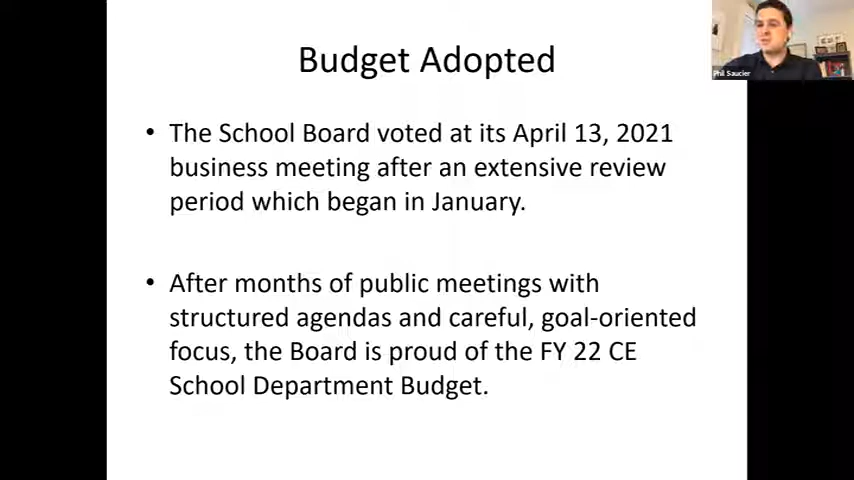 Budget Adopted
Phil Saucier
• The School Board voted at its April 13, 2021
business meeting after an extensive review
period which began in January.
• After months of public meetings with
structured agendas and careful, goal-oriented
focus, the Board is proud of the FY 22 CE
School Department Budget.